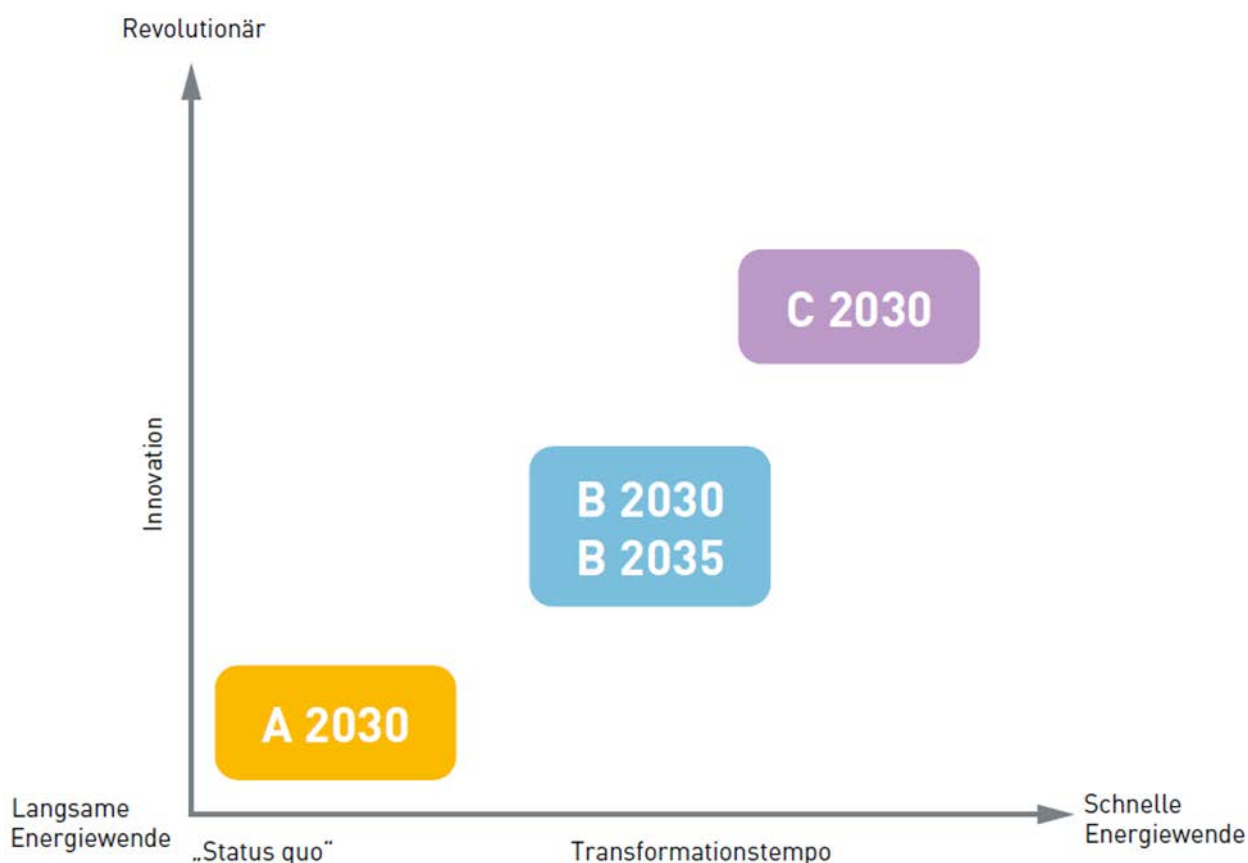 Revolutionär
C 2030
Innovation
B 2030
B 2035
A 2030
Langsame
Energiewende
„Status quo“
Transformationstempo
Schnelle
Energiewende